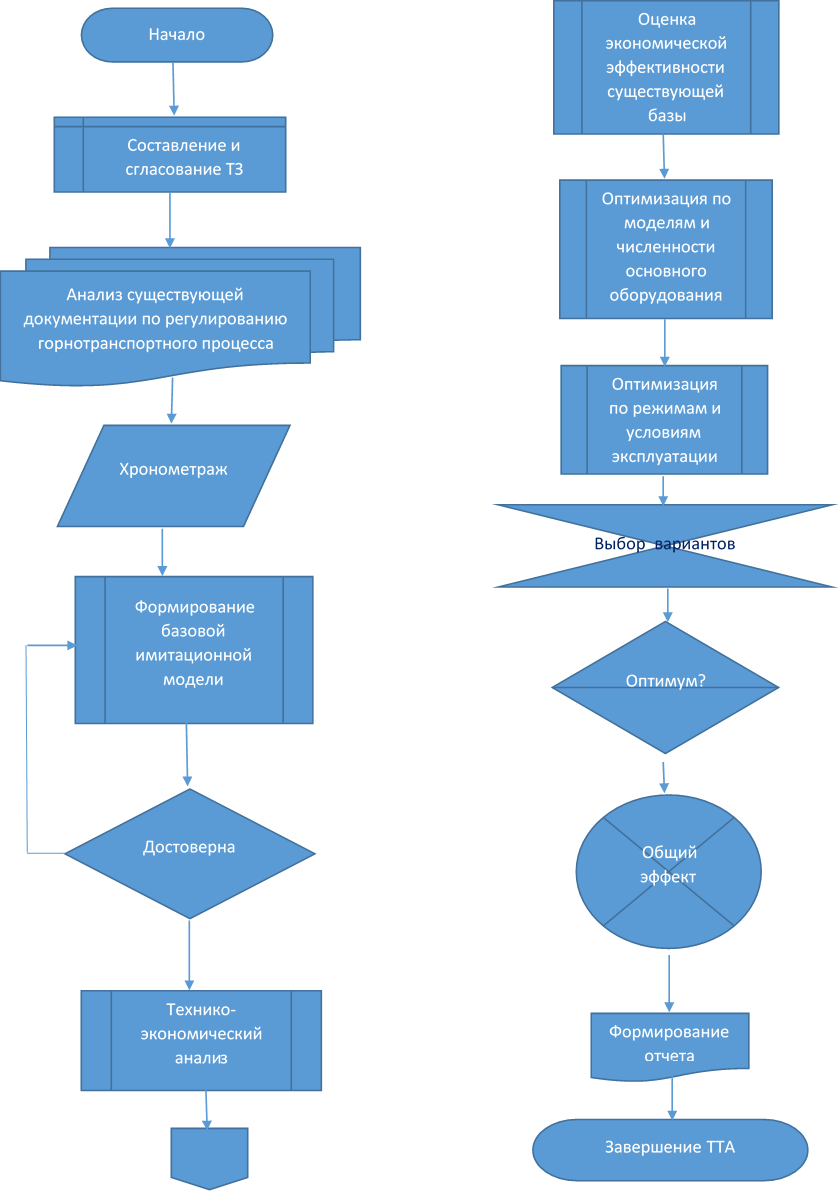 Начало
Составление и
сгласование ТЗ
Анализ существующей
документации по регулированию
горнотранспортного процесса
Хронометраж
Формирование
базовой
имитационной
модели
Достоверна
Технико-
экономический
анализ
Оценка
экономической
эффективности
существующей
базы
Оптимизация по
моделям и
численности
основного
оборудования
Оптимизация
по режимам и
условиям
эксплуатации
Выбор вариантов
Оптимум?
Общий
эффект
Формирование
отчета
Завершение ТТА